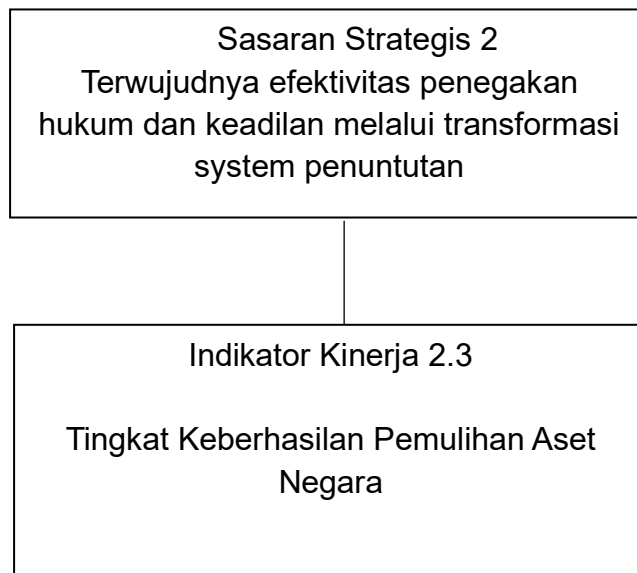 Sasaran Strategis 2
Terwujudnya efektivitas penegakan
hukum dan keadilan melalui transformasi
system penuntutan
Indikator Kinerja 2.3
Tingkat Keberhasilan Pemulihan Aset
Negara